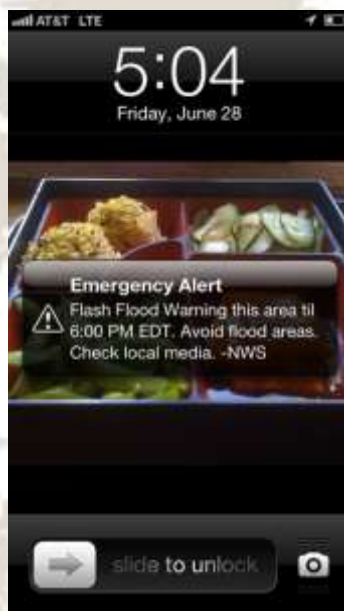 AT&T LTE
5:04
Friday, June 28
Emergency Alert
Flash Flood Warning this area til
6:00 PM EDT. Avoid flood areas.
Check local media. -NWS
slide to unlock